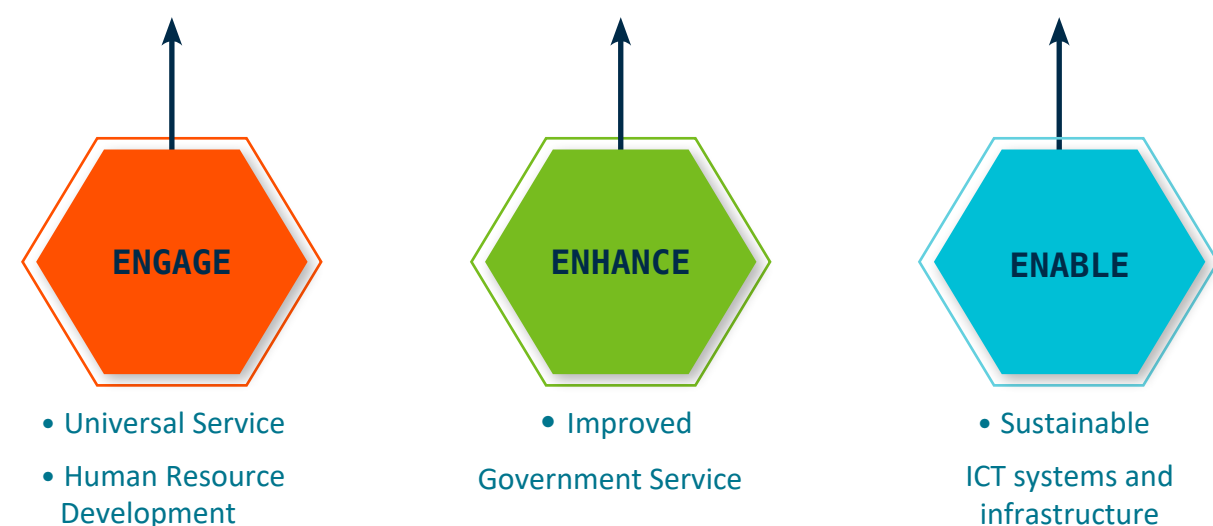 ENGAGE
• Universal Service
• Human Resource
Development
ENHANCE
• Improved
Government Service
ENABLE
• Sustainable
ICT systems and
infrastructure